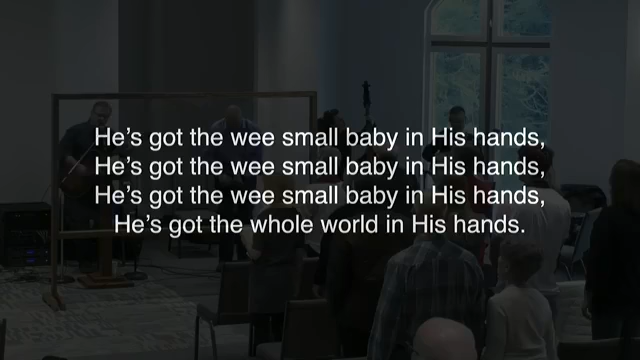 He’s got the wee small baby in His hands,
He’s got the wee small baby in His hands,
He’s got the wee small baby in His hands,
He’s got the whole world in His hands.